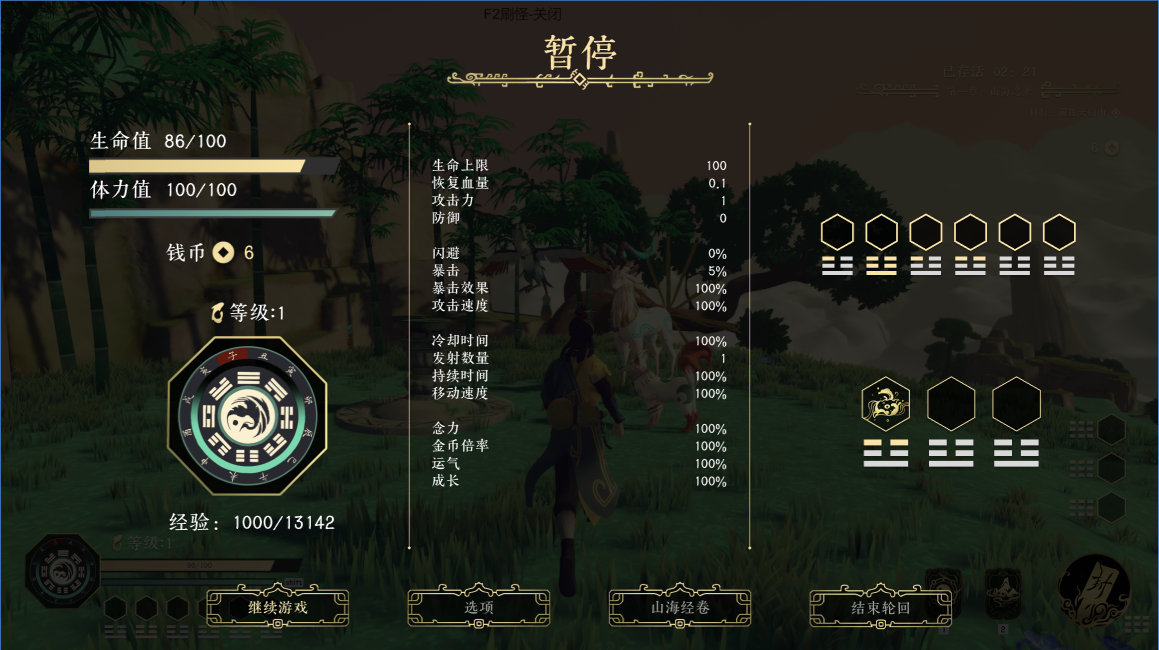 F2刷怪-关闭
暂停
生命值 86/100
体力值 100/100
钱币 6
等级:1
经验: 1000/13142
生命上限 100
恢复血量 0.1
攻击力 1
防御 0
闪避 0%
暴击 5%
暴击效果 100%
攻击速度 100%
冷却时间 100%
发射数量 1
持续时间 100%
移动速度 100%
念力 100%
金币倍率 100%
运气 100%
成长 100%
等级:1
86/100
继续游戏
选项
山海经卷
结束轮回